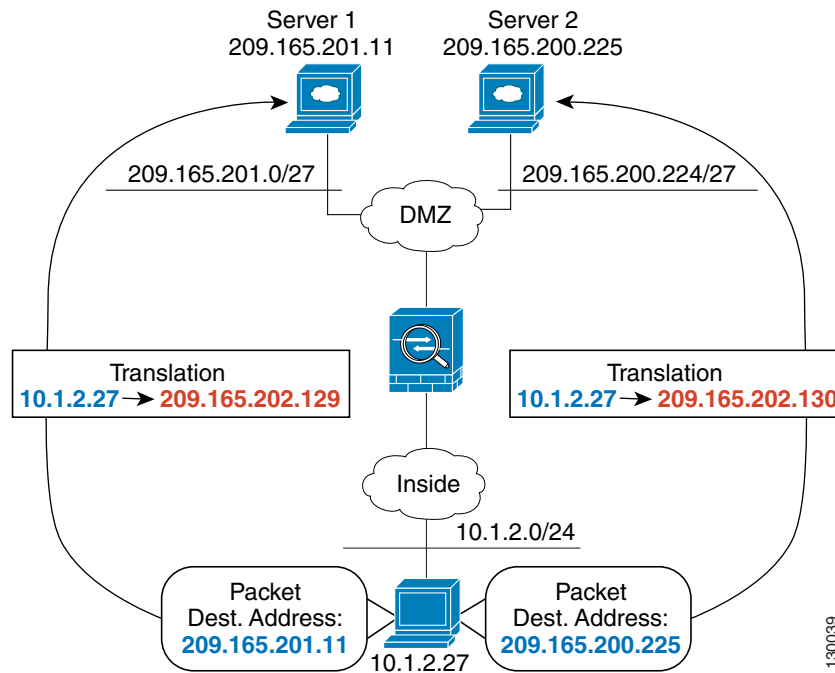 Server 1
209.165.201.11
Server 2
209.165.200.225
209.165.201.0/27
209.165.200.224/27
DMZ
Translation
10.1.2.27 → 209.165.202.129
Translation
10.1.2.27 → 209.165.202.130
Inside
10.1.2.0/24
Packet
Dest. Address:
209.165.201.11
Packet
Dest. Address:
209.165.200.225
10.1.2.27
130039